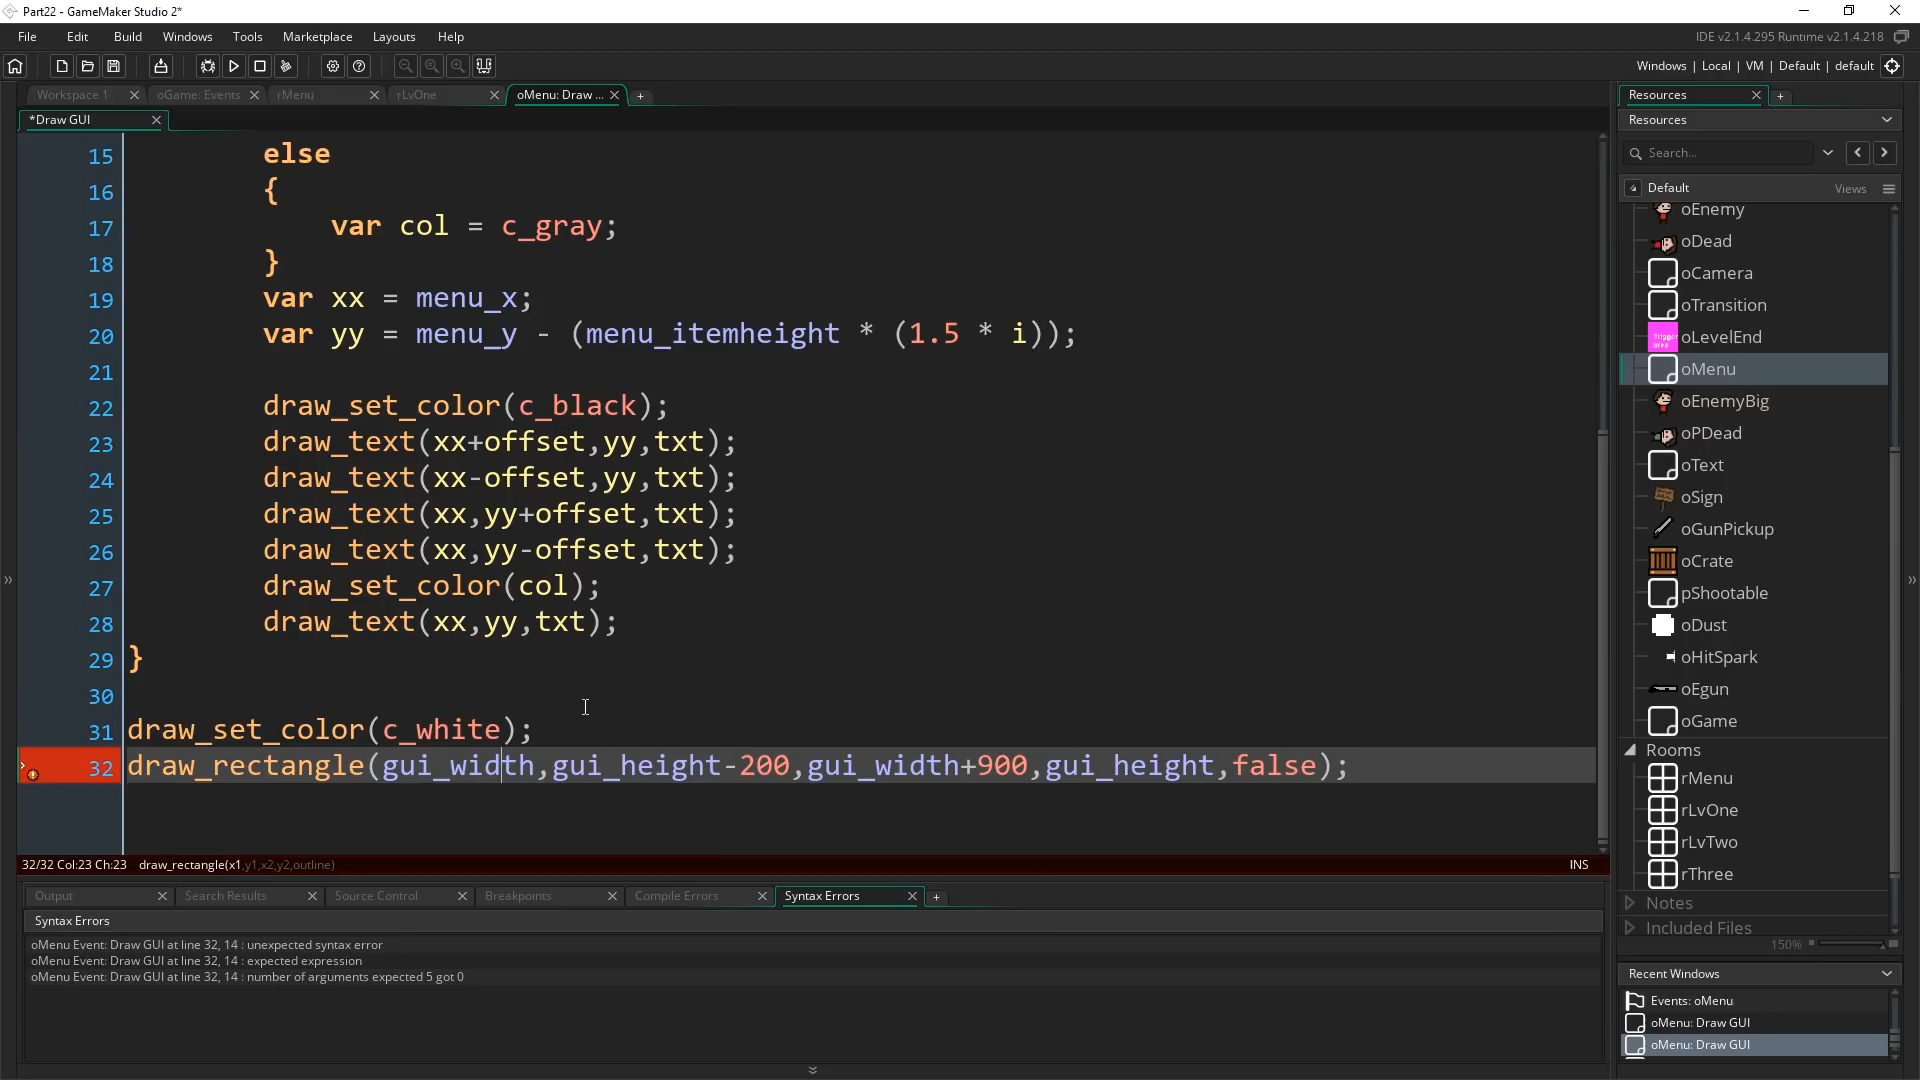 Part22 - GameMaker Studio 2*
File Edit Build Windows Tools Marketplace Layouts Help
IDE v2.1.4.295 Runtime v2.1.4.218
Windows | Local | VM | Default | default
Workspace 1
oGame: Events
rMenu
rLvOne
oMenu: Draw ...
*Draw GUI
15 else
16 {
17 var col = c_gray;
18 }
19 var xx = menu_x;
20 var yy = menu_y - (menu_itemheight * (1.5 * i));
21
22 draw_set_color(c_black);
23 draw_text(xx+offset,yy,txt);
24 draw_text(xx-offset,yy,txt);
25 draw_text(xx,yy+offset,txt);
26 draw_text(xx,yy-offset,txt);
27 draw_set_color(col);
28 draw_text(xx,yy,txt);
29 }
30
31 draw_set_color(c_white);
32 draw_rectangle(gui_width,gui_height-200,gui_width+900,gui_height,false);
32/32 Col:23 Ch:23 draw_rectangle(x1,y1,x2,y2,outline)
INS
Output
Search Results
Source Control
Breakpoints
Compile Errors
Syntax Errors
Syntax Errors
oMenu Event: Draw GUI at line 32, 14 : unexpected syntax error
oMenu Event: Draw GUI at line 32, 14 : expected expression
oMenu Event: Draw GUI at line 32, 14 : number of arguments expected 5 got 0
Resources
Resources
Search...
Default
Views
oEnemy
oDead
oCamera
oTransition
oLevelEnd
oMenu
oEnemyBig
oPDead
oText
oSign
oGunPickup
oCrate
pShootable
oDust
oHitSpark
oEgun
oGame
Rooms
rMenu
rLvOne
rLvTwo
rThree
Notes
Included Files
150%
Recent Windows
Events: oMenu
oMenu: Draw GUI
oMenu: Draw GUI